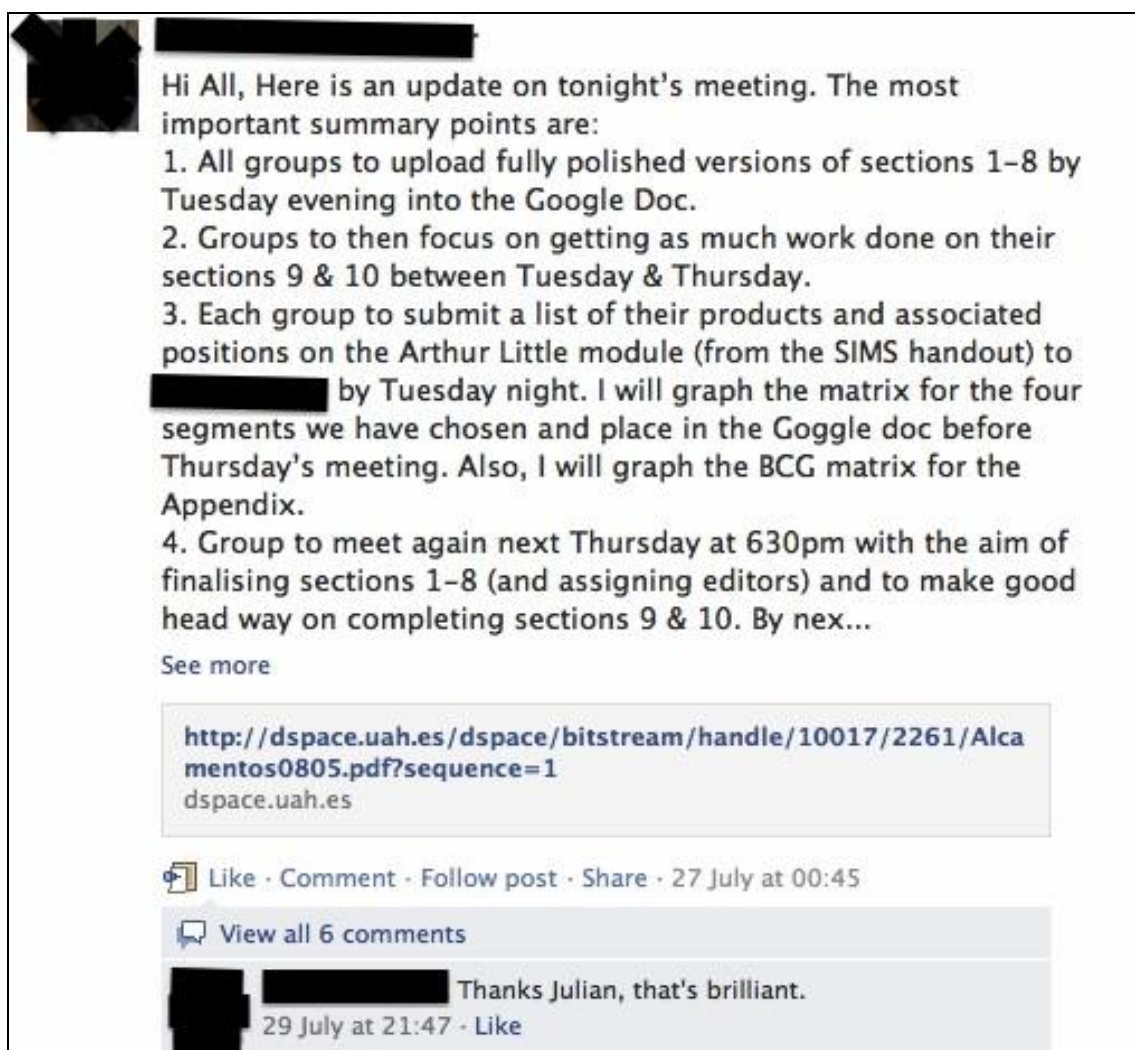 Hi All, Here is an update on tonight's meeting. The most
important summary points are:
1. All groups to upload fully polished versions of sections 1-8 by
Tuesday evening into the Google Doc.
2. Groups to then focus on getting as much work done on their
sections 9 & 10 between Tuesday & Thursday.
3. Each group to submit a list of their products and associated
positions on the Arthur Little module (from the SIMS handout) to
by Tuesday night. I will graph the matrix for the four
segments we have chosen and place in the Goggle doc before
Thursday's meeting. Also, I will graph the BCG matrix for the
Appendix.
4. Group to meet again next Thursday at 630pm with the aim of
finalising sections 1-8 (and assigning editors) and to make good
head way on completing sections 9 & 10. By nex...
See more
http://dspace.uah.es/dspace/bitstream/handle/10017/2261/Alca
mentos0805.pdf?sequence=1
dspace.uah.es
Like · Comment · Follow post · Share · 27 July at 00:45
View all 6 comments
Thanks Julian, that's brilliant.
29 July at 21:47 · Like